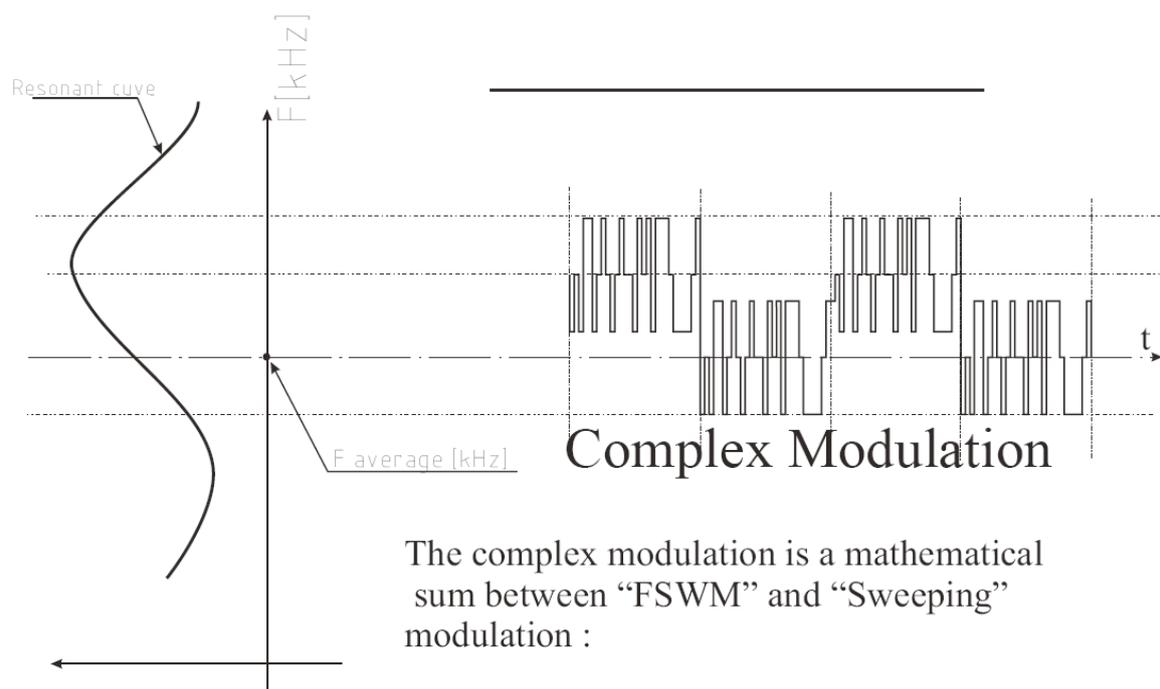 F[kHz]
Resonant cuve
t
F average [kHz]
Complex Modulation
The complex modulation is a mathematical
sum between “FSWM” and “Sweeping”
modulation :